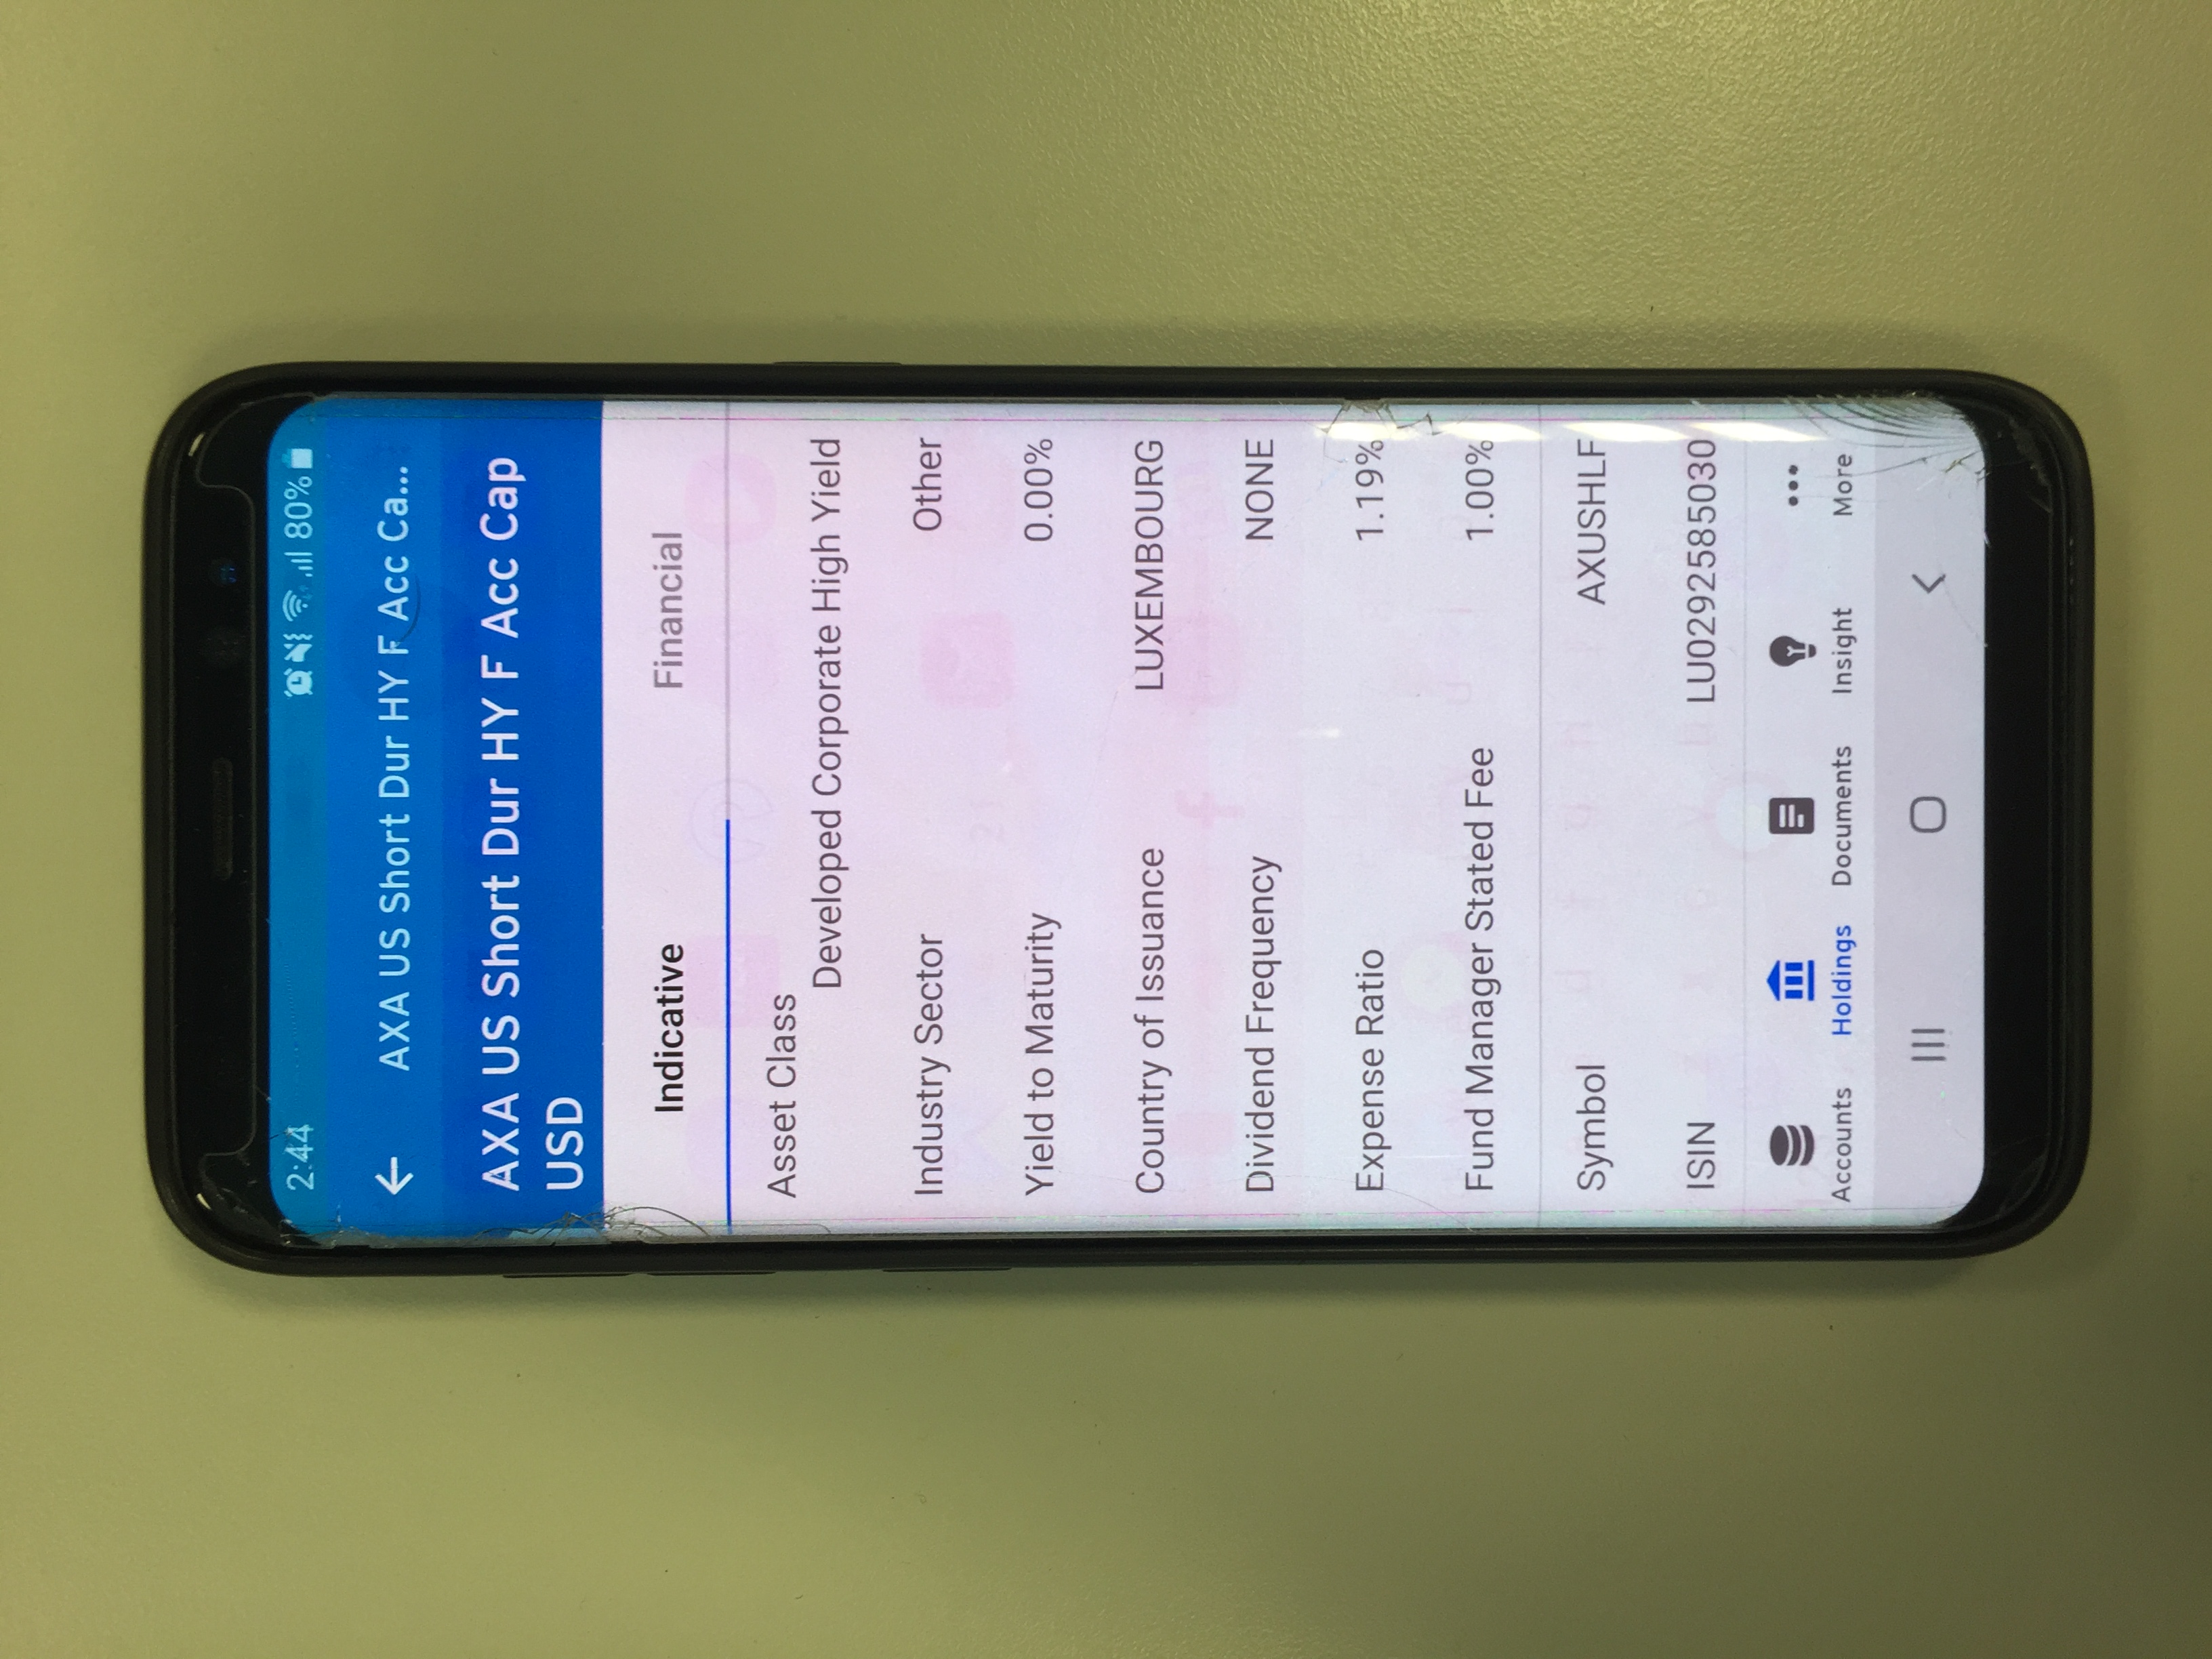 2:44 80%
AXA US Short Dur HY F Acc Ca...
AXA US Short Dur HY F Acc Cap
USD
Indicative Financial
Asset Class
Developed Corporate High Yield
Industry Sector Other
Yield to Maturity 0.00%
Country of Issuance LUXEMBOURG
Dividend Frequency NONE
Expense Ratio 1.19%
Fund Manager Stated Fee 1.00%
Symbol AXUSHLF
ISIN LU0292585030
Accounts Holdings Documents Insight More